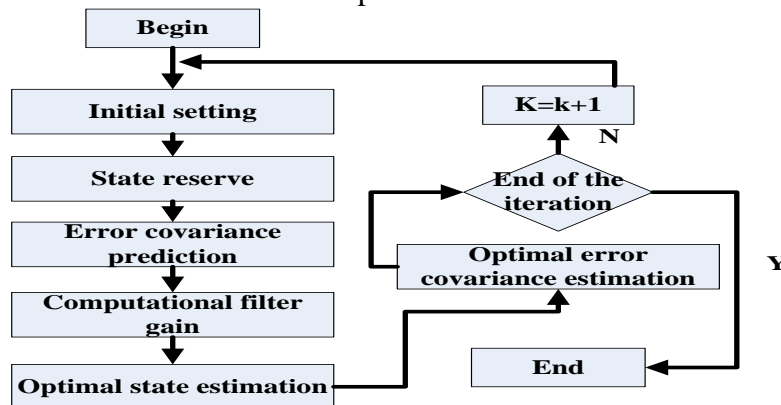 Begin
Initial setting
State reserve
Error covariance
prediction
Computational filter
gain
Optimal state estimation
K=k+1
N
End of the
iteration
Optimal error
covariance estimation
Y
End